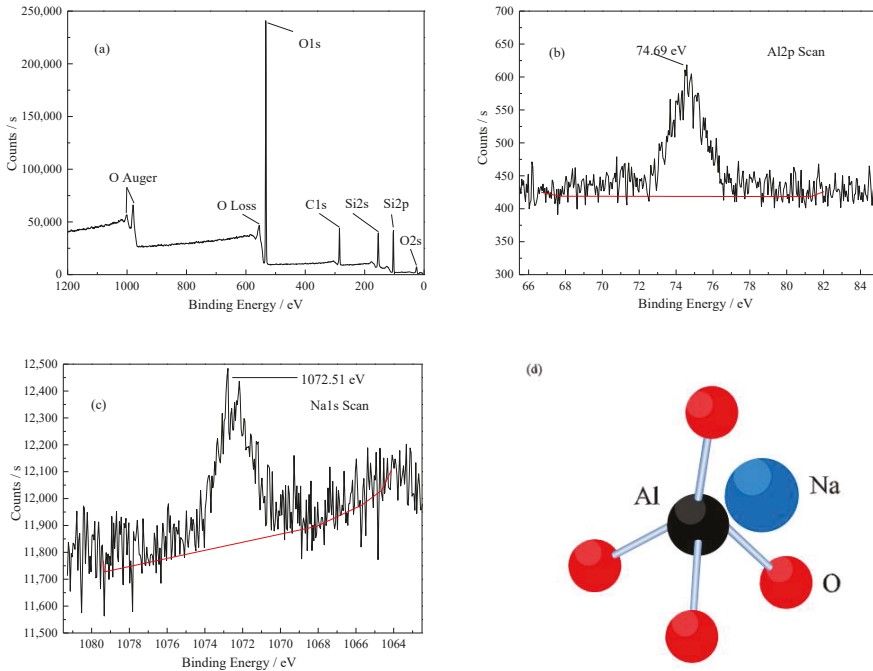 (a)
250,000
200,000
150,000
100,000
50,000
0
Counts / s
O1s
O Auger
O Loss
C1s
Si2s
Si2p
O2s
1200 1000 800 600 400 200 0
Binding Energy / eV
(b)
74.69 eV
Al2p Scan
700
650
600
550
500
450
400
350
300
Counts / s
66 68 70 72 74 76 78 80 82 84
Binding Energy / eV
(c)
1072.51 eV
Na1s Scan
12,500
12,400
12,300
12,200
12,100
12,000
11,900
11,800
11,700
11,600
11,500
Counts / s
1080 1078 1076 1074 1072 1070 1068 1066 1064
Binding Energy / eV
(d)
Al
Na
O